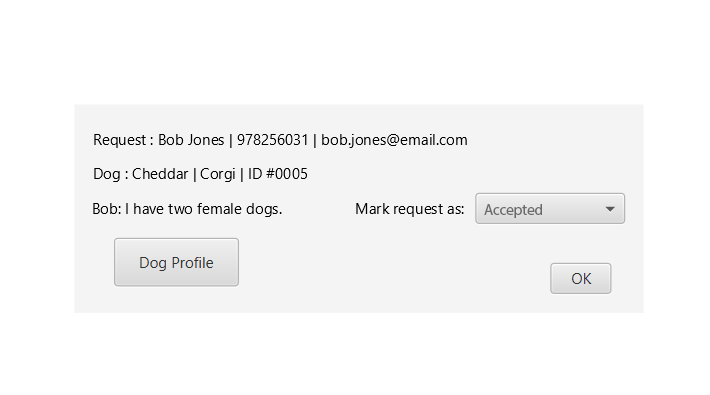 Request : Bob Jones | 978256031 | bob.jones@email.com
Dog : Cheddar | Corgi | ID #0005
Bob: I have two female dogs.
Mark request as: Accepted
Dog Profile
OK